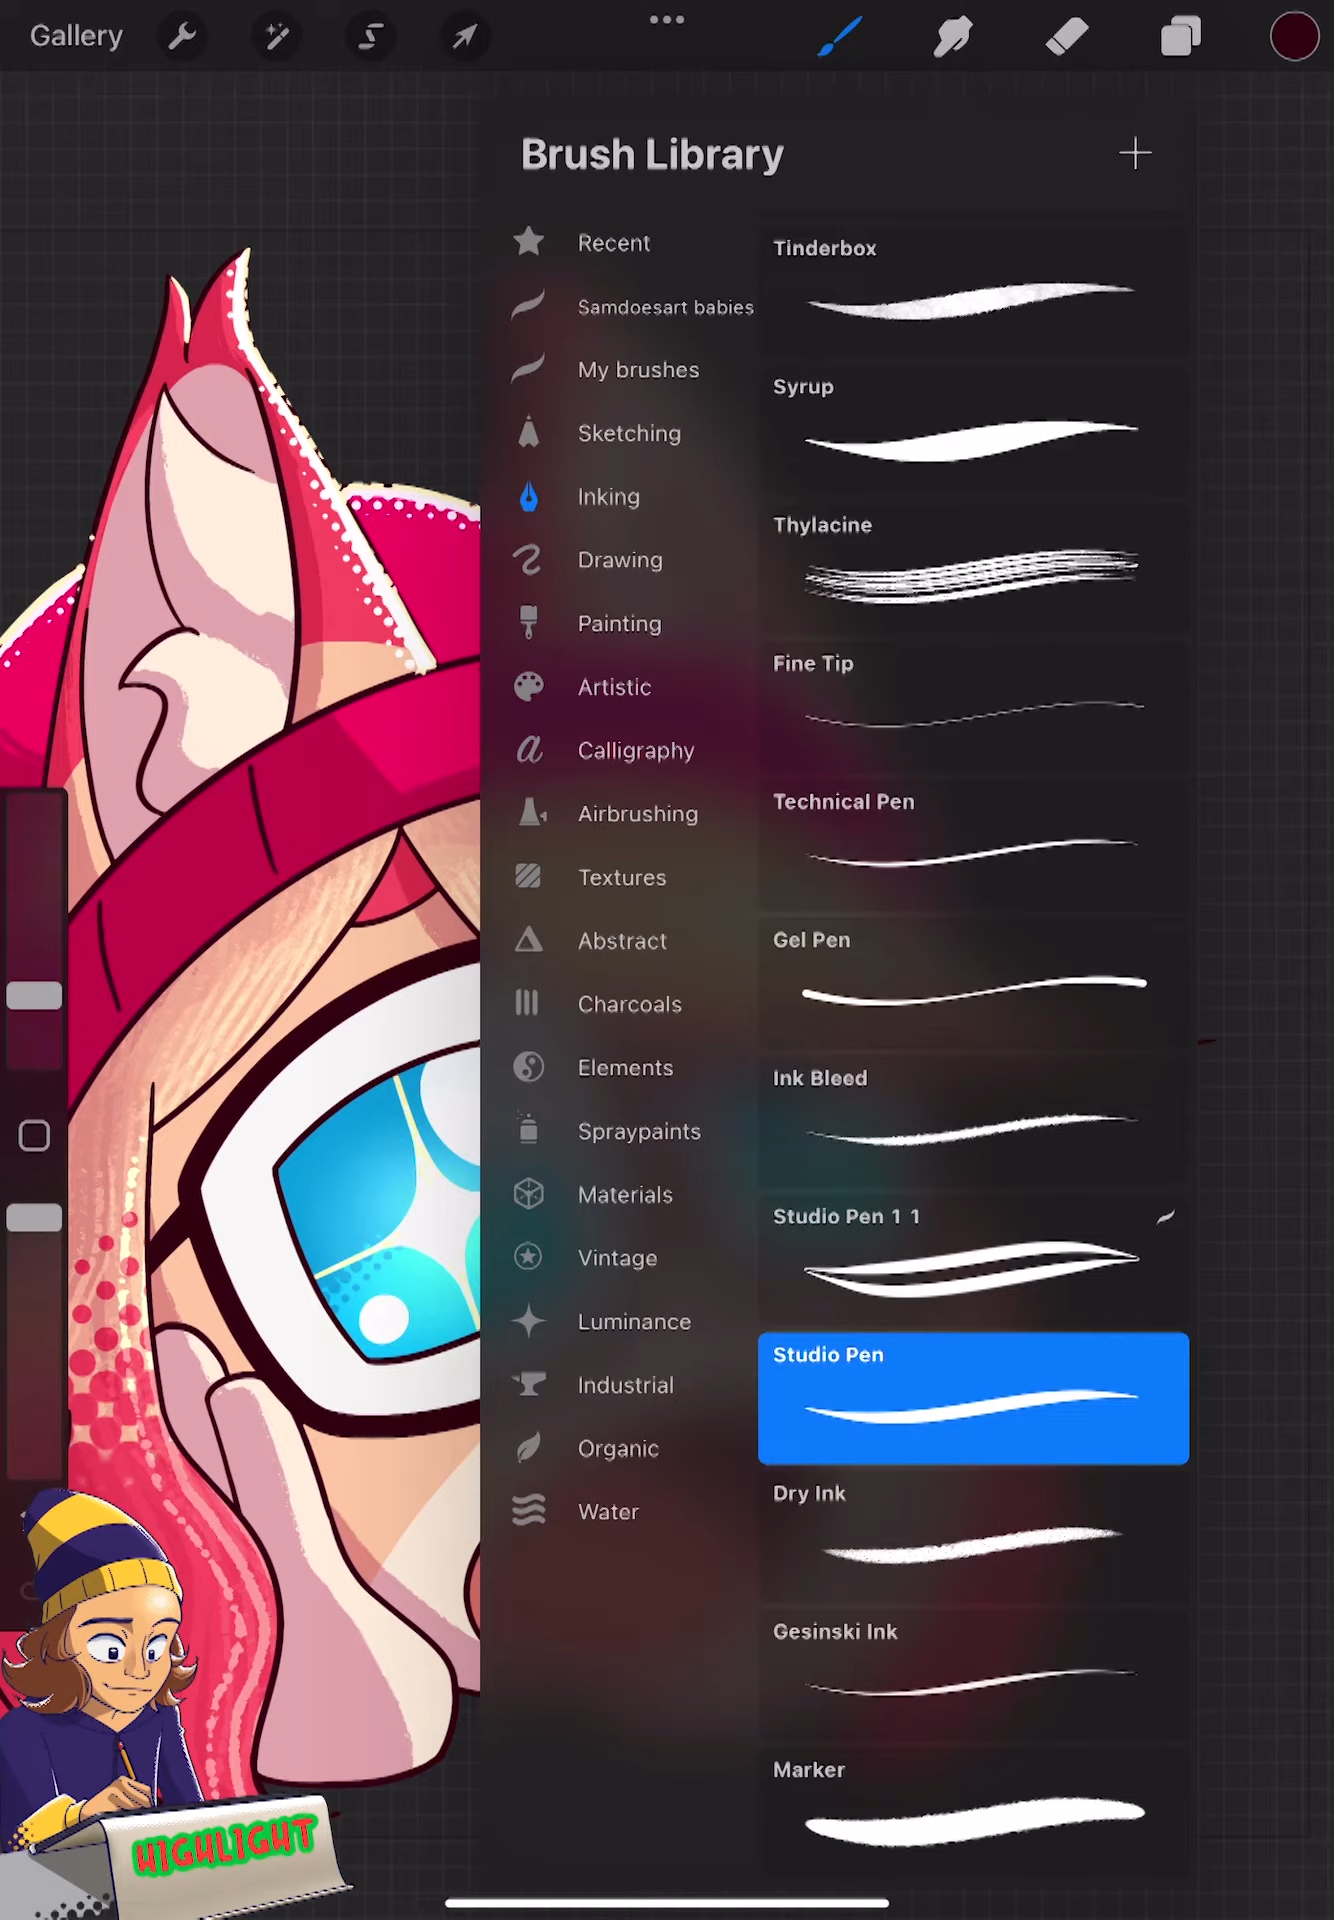 Gallery
Brush Library
Recent
Samdoesart babies
My brushes
Sketching
Inking
Drawing
Painting
Artistic
Calligraphy
Airbrushing
Textures
Abstract
Charcoals
Elements
Spraypaints
Materials
Vintage
Luminance
Industrial
Organic
Water
Tinderbox
Syrup
Thylacine
Fine Tip
Technical Pen
Gel Pen
Ink Bleed
Studio Pen 1 1
Studio Pen
Dry Ink
Gesinski Ink
Marker
HIGHLIGHT